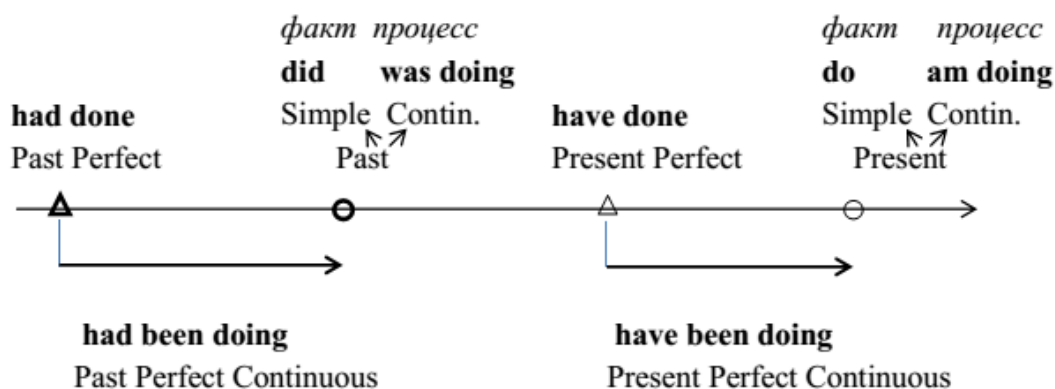 факт процесс факт процесс
did was doing do am doing
had done Simple Contin. have done Simple Contin.
Past Perfect Past Present Perfect Present
had been doing have been doing
Past Perfect Continuous Present Perfect Continuous